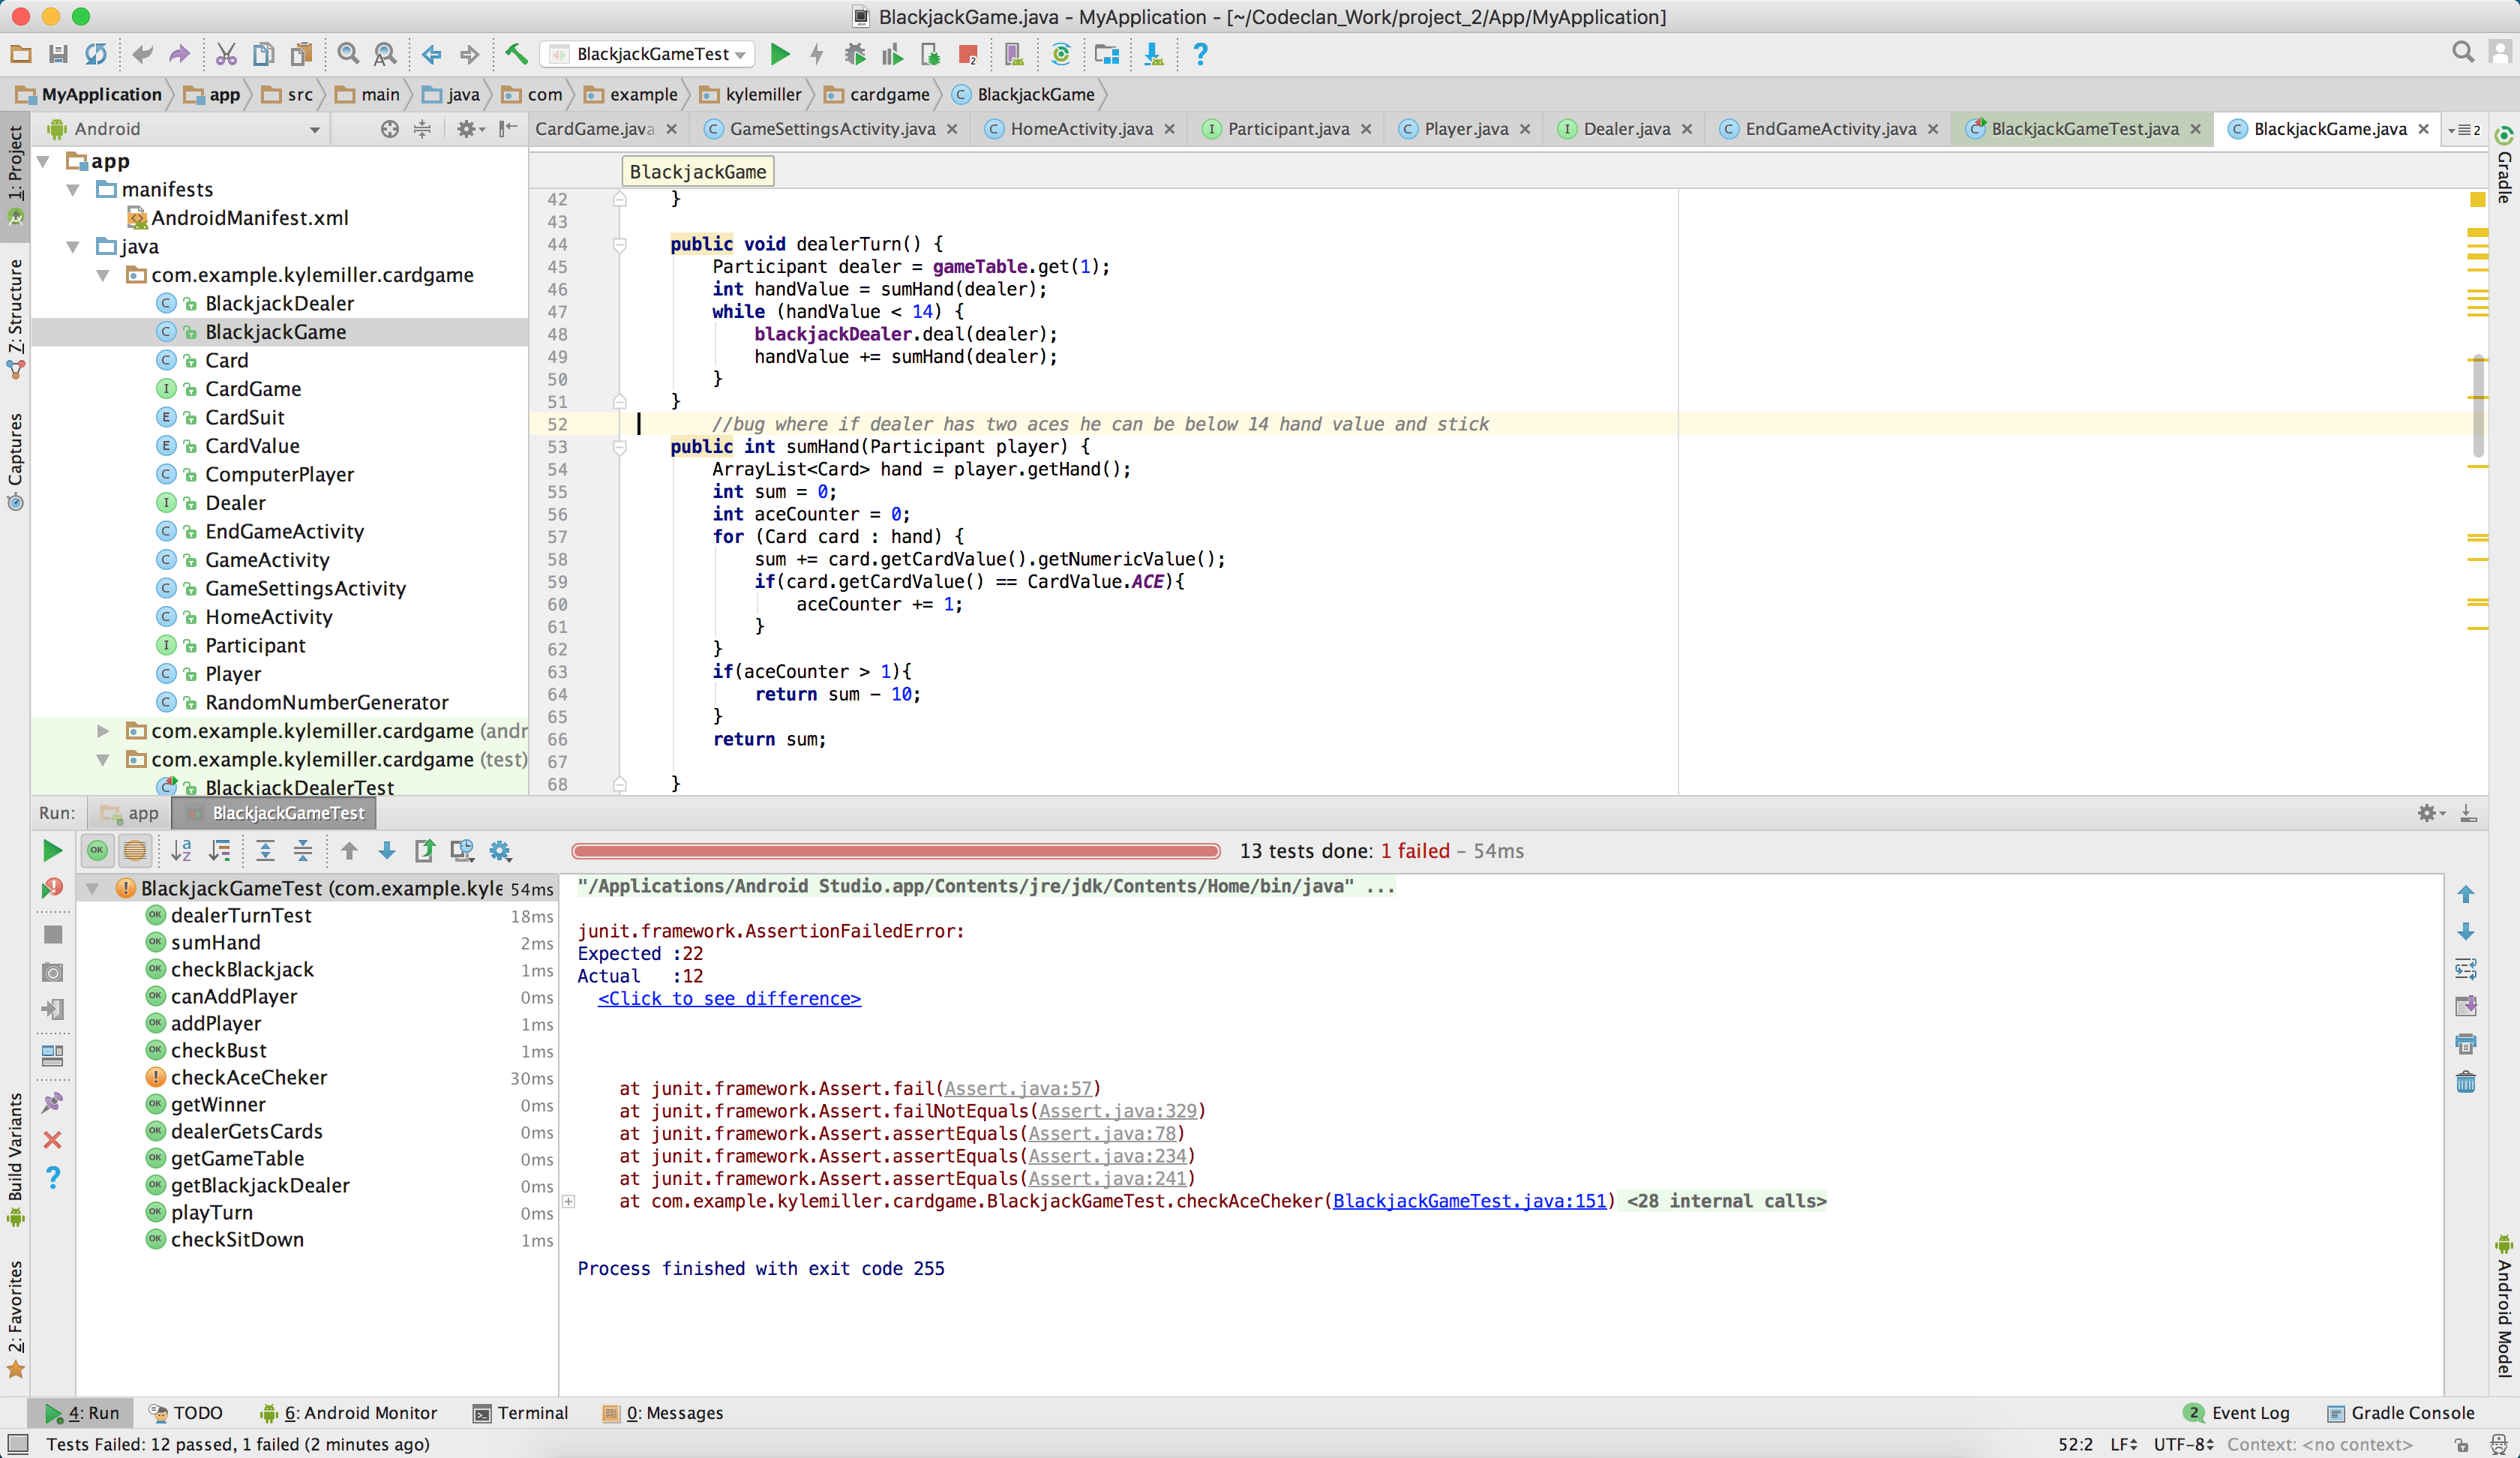 BlackjackGame.java - MyApplication - [~/Codeclan_Work/project_2/App/MyApplication]
BlackjackGameTest
2
?
MyApplication app src main java com example kylemiller cardgame BlackjackGame
Android
CardGame.java GameSettingsActivity.java HomeActivity.java Participant.java Player.java Dealer.java EndGameActivity.java BlackjackGameTest.java BlackjackGame.java 2
1: Project
Z: Structure
Captures
Build Variants
2: Favorites
app
manifests
AndroidManifest.xml
java
com.example.kylemiller.cardgame
BlackjackDealer
BlackjackGame
Card
CardGame
CardSuit
CardValue
ComputerPlayer
Dealer
EndGameActivity
GameActivity
GameSettingsActivity
HomeActivity
Participant
Player
RandomNumberGenerator
com.example.kylemiller.cardgame (andr
com.example.kylemiller.cardgame (test)
BlackjackDealerTest
BlackjackGame
42 }
43
44 public void dealerTurn() {
45 Participant dealer = gameTable.get(1);
46 int handValue = sumHand(dealer);
47 while (handValue < 14) {
48 blackjackDealer.deal(dealer);
49 handValue += sumHand(dealer);
50 }
51 }
52 //bug where if dealer has two aces he can be below 14 hand value and stick
53 public int sumHand(Participant player) {
54 ArrayList<Card> hand = player.getHand();
55 int sum = 0;
56 int aceCounter = 0;
57 for (Card card : hand) {
58 sum += card.getCardValue().getNumericValue();
59 if(card.getCardValue() == CardValue.ACE){
60 aceCounter += 1;
61 }
62 }
63 if(aceCounter > 1){
64 return sum - 10;
65 }
66 return sum;
67
68 }
Gradle
Android Model
Run: app BlackjackGameTest
13 tests done: 1 failed – 54ms
BlackjackGameTest (com.example.kyle 54ms
dealerTurnTest 18ms
sumHand 2ms
checkBlackjack 1ms
canAddPlayer 0ms
addPlayer 1ms
checkBust 1ms
checkAceCheker 30ms
getWinner 0ms
dealerGetsCards 0ms
getGameTable 0ms
getBlackjackDealer 0ms
playTurn 0ms
checkSitDown 1ms
"/Applications/Android Studio.app/Contents/jre/jdk/Contents/Home/bin/java" ...
junit.framework.AssertionFailedError:
Expected :22
Actual   :12
<Click to see difference>
at junit.framework.Assert.fail(Assert.java:57)
at junit.framework.Assert.failNotEquals(Assert.java:329)
at junit.framework.Assert.assertEquals(Assert.java:78)
at junit.framework.Assert.assertEquals(Assert.java:234)
at junit.framework.Assert.assertEquals(Assert.java:241)
at com.example.kylemiller.cardgame.BlackjackGameTest.checkAceCheker(BlackjackGameTest.java:151) <28 internal calls>
Process finished with exit code 255
4: Run TODO 6: Android Monitor Terminal 0: Messages 2 Event Log Gradle Console
Tests Failed: 12 passed, 1 failed (2 minutes ago) 52:2 LF UTF-8 Context: <no context>